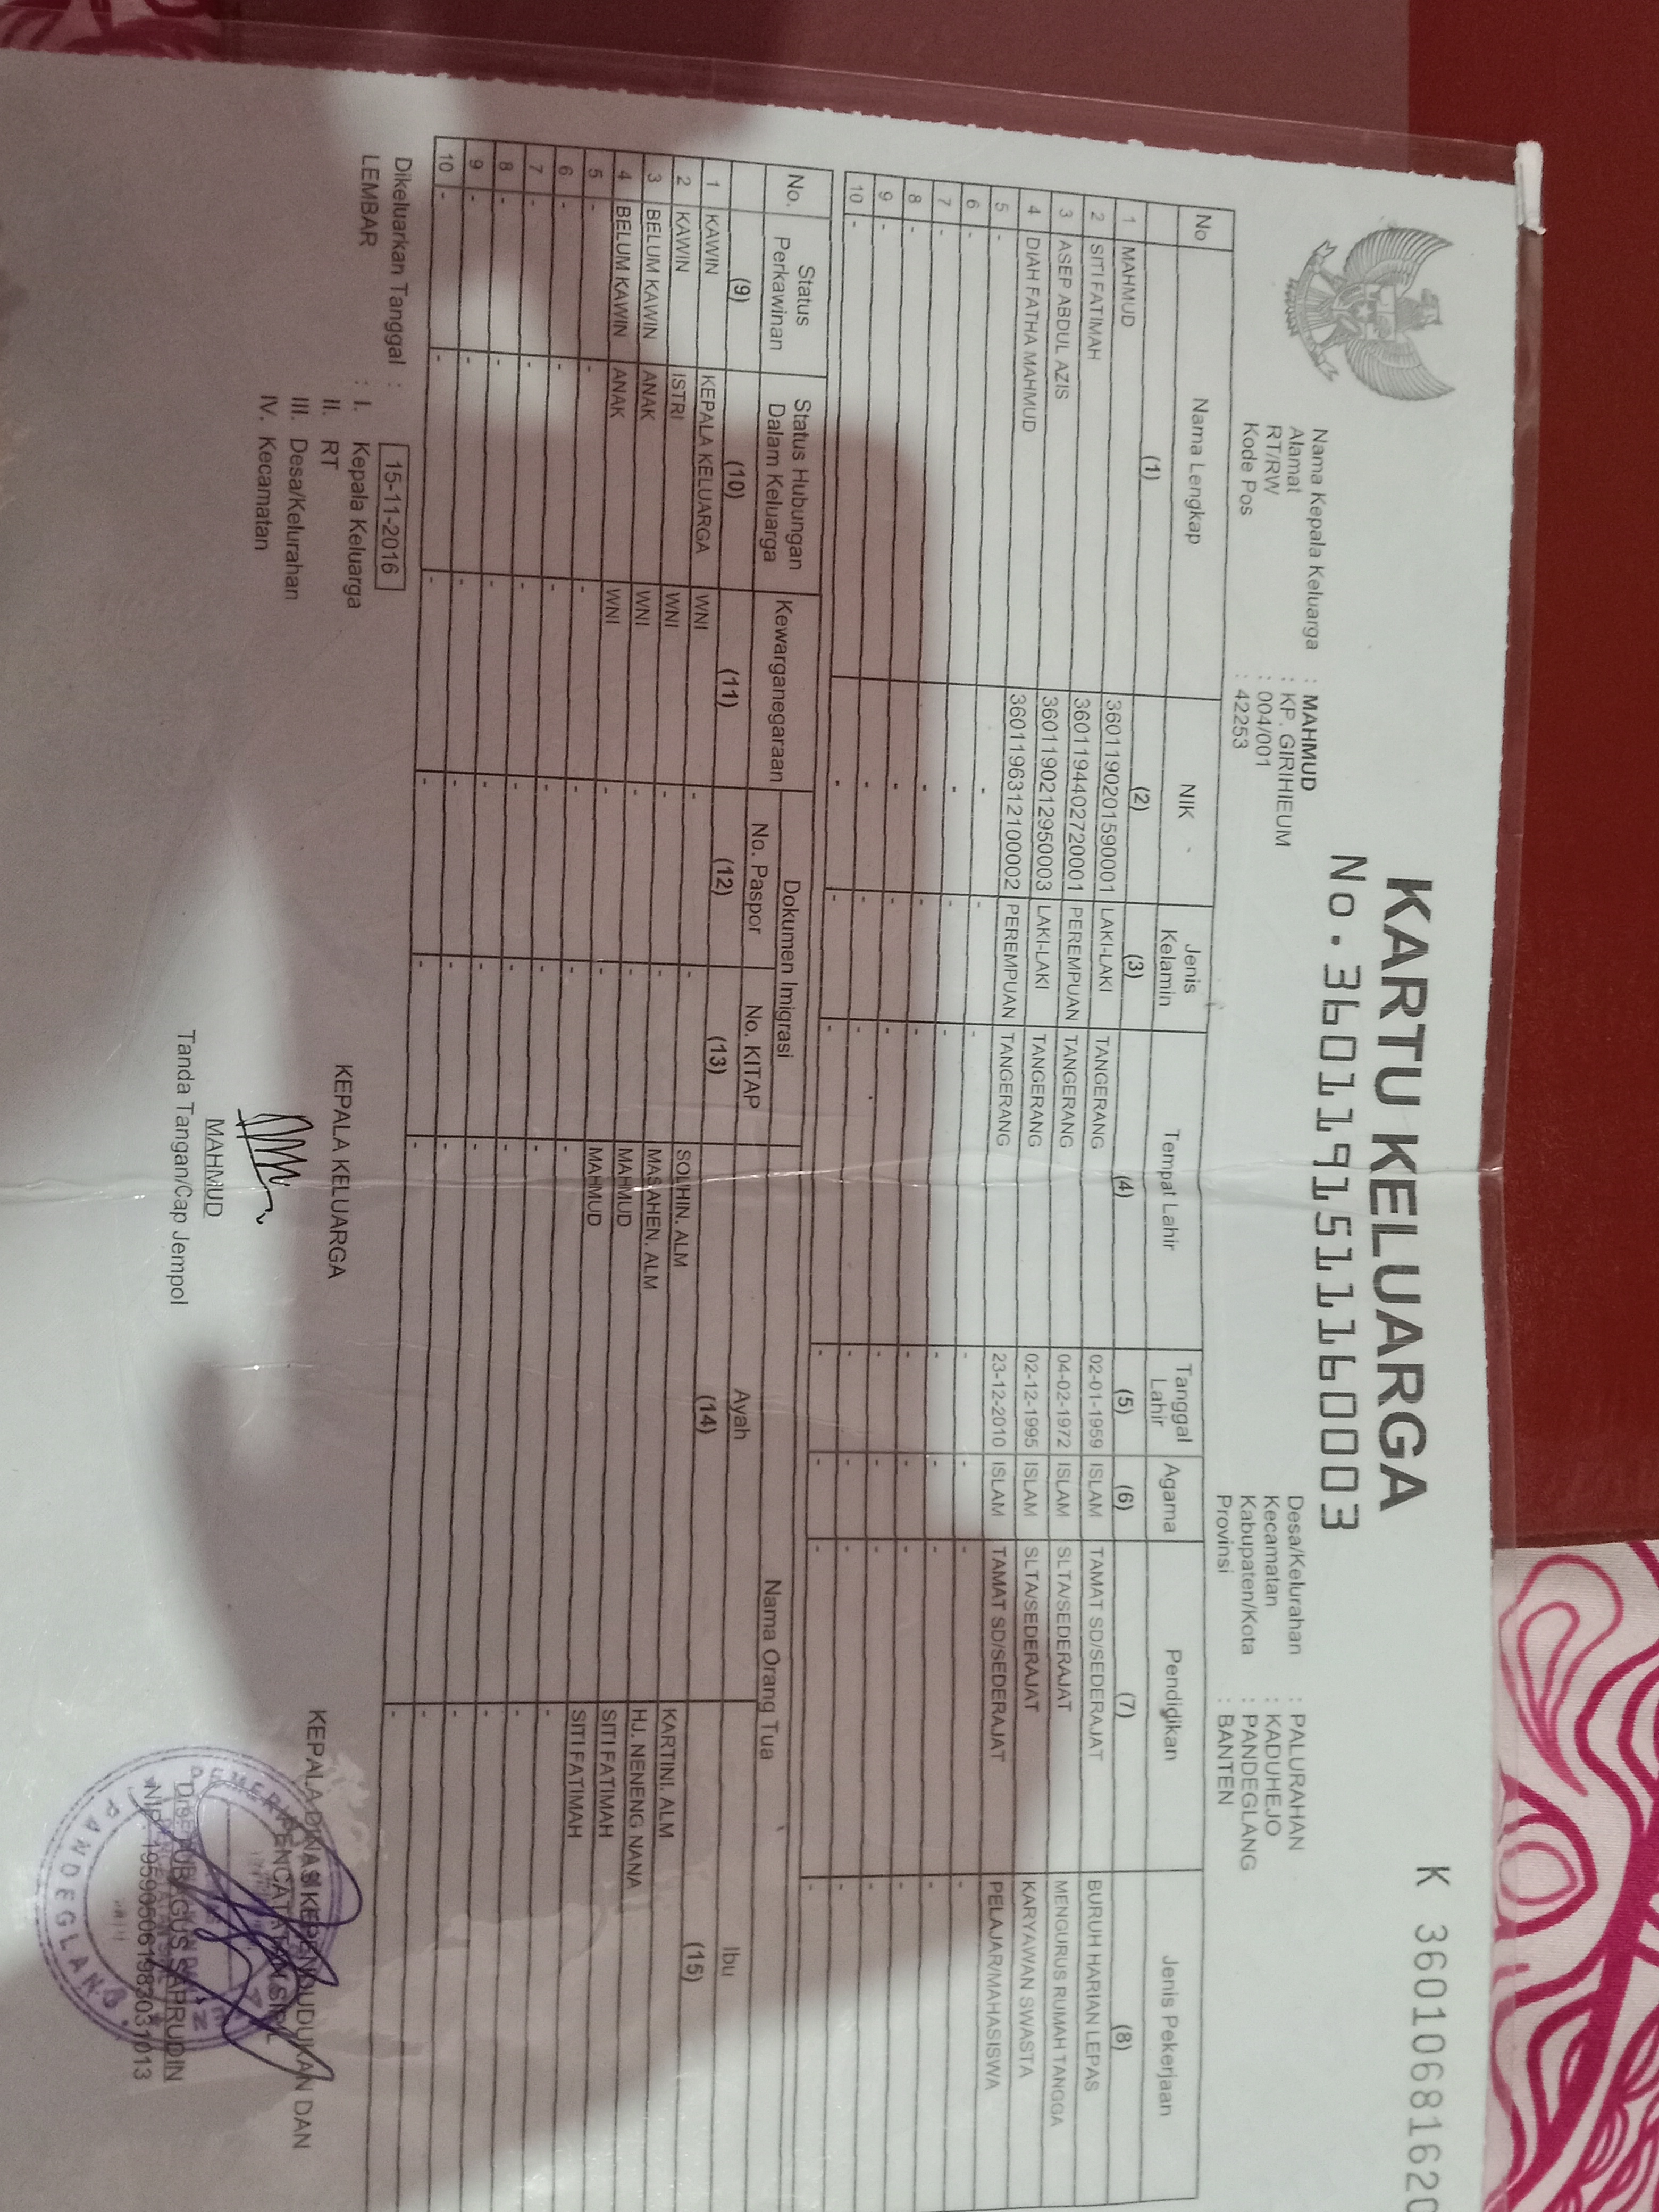 K 36010681620
KARTU KELUARGA
No.3601191511160003
Nama Kepala Keluarga : MAHMUD
Alamat : KP. GIRIHIEUM
RT/RW : 004/001
Kode Pos : 42253
Desa/Kelurahan : PALURAHAN
Kecamatan : KADUHEJO
Kabupaten/Kota : PANDEGLANG
Provinsi : BANTEN
No Nama Lengkap NIK Jenis Kelamin Tempat Lahir Tanggal Lahir Agama Pendidikan Jenis Pekerjaan
(1) (2) (3) (4) (5) (6) (7) (8)
1 MAHMUD 3601190201590001 LAKI-LAKI TANGERANG 02-01-1959 ISLAM TAMAT SD/SEDERAJAT BURUH HARIAN LEPAS
2 SITI FATIMAH 3601194402720001 PEREMPUAN TANGERANG 04-02-1972 ISLAM SLTA/SEDERAJAT MENGURUS RUMAH TANGGA
3 ASEP ABDUL AZIS 3601190212950003 LAKI-LAKI TANGERANG 02-12-1995 ISLAM SLTA/SEDERAJAT KARYAWAN SWASTA
4 DIAH FATHA MAHMUD 3601196312100002 PEREMPUAN TANGERANG 23-12-2010 ISLAM TAMAT SD/SEDERAJAT PELAJAR/MAHASISWA
5 - - - - - - - -
6 - - - - - - - -
7 - - - - - - - -
8 - - - - - - - -
9 - - - - - - - -
10 - - - - - - - -
No. Status Perkawinan Status Hubungan Dalam Keluarga Kewarganegaraan Dokumen Imigrasi Nama Orang Tua
No. Paspor No. KITAP Ayah Ibu
(9) (10) (11) (12) (13) (14) (15)
1 KAWIN KEPALA KELUARGA WNI - - SOLIHIN. ALM KARTINI. ALM
2 KAWIN ISTRI WNI - - MASAHEN. ALM HJ. NENENG NANA
3 BELUM KAWIN ANAK WNI - - MAHMUD SITI FATIMAH
4 BELUM KAWIN ANAK WNI - - MAHMUD SITI FATIMAH
5 - - - - - - -
6 - - - - - - -
7 - - - - - - -
8 - - - - - - -
9 - - - - - - -
10 - - - - - - -
Dikeluarkan Tanggal : 15-11-2016
LEMBAR : I. Kepala Keluarga
II. RT
III. Desa/Kelurahan
IV. Kecamatan
KEPALA KELUARGA
MAHMUD
Tanda Tangan/Cap Jempol
KEPALA DINAS KEPENDUDUKAN DAN
PENCATATAN SIPIL
Drs. TUBAGUS SAPRUDIN
NIP. 195905061983031013
PANDEGLANG